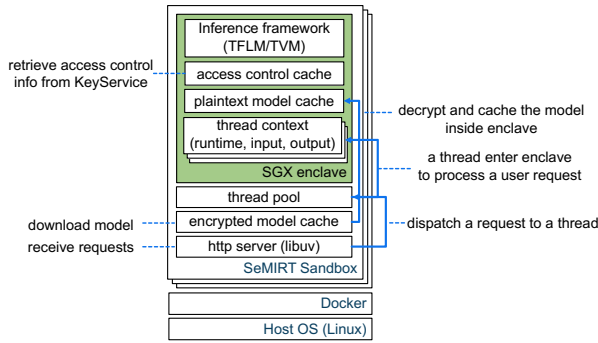 Inference framework
(TFLM/TVM)
retrieve access control
info from KeyService
access control cache
plaintext model cache
decrypt and cache the model
inside enclave
thread context
(runtime, input, output)
a thread enter enclave
to process a user request
SGX enclave
thread pool
download model
encrypted model cache
dispatch a request to a thread
receive requests
http server (libuv)
SeMIRT Sandbox
Docker
Host OS (Linux)